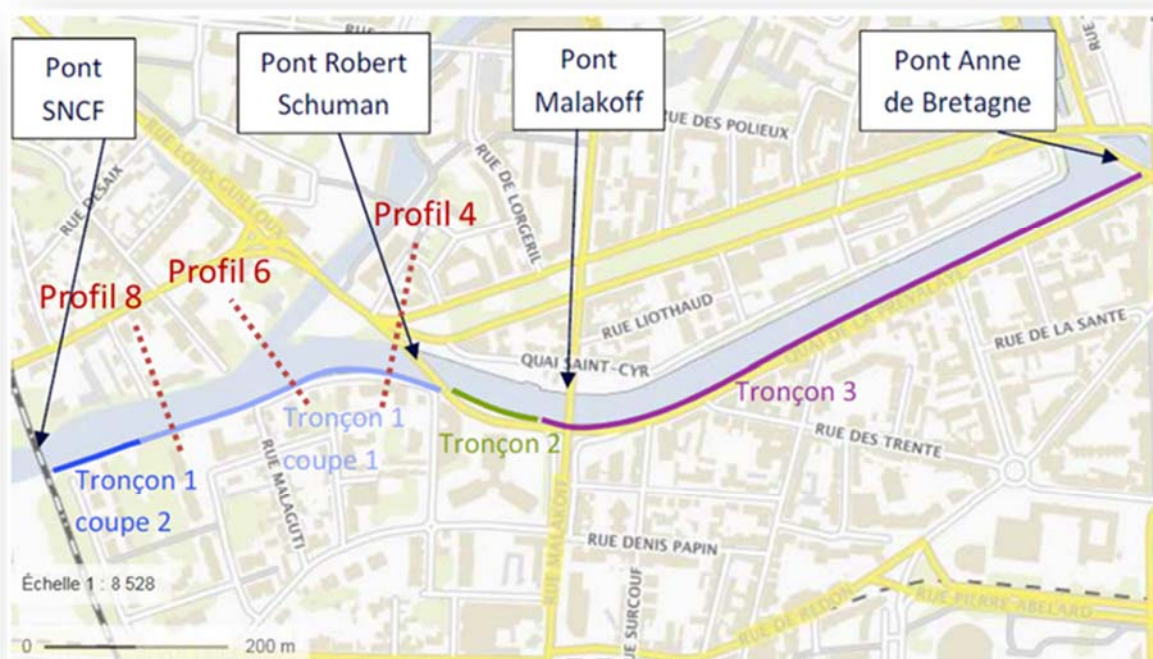 Pont
SNCF
Pont Robert
Schuman
Pont
Malakoff
Pont Anne
de Bretagne
RUE
RUE
RUE DES POLIEUX
RUE LOUIS GUILLOUX
RUE DESAIX
RUE DE LORGERIL
Profil 4
Profil 6
Profil 8
RUE LIOTHAUD
QUAI DE LA PREVALAYE
RUE DE LA SANTE
QUAI SAINT-CYR
Tronçon 3
Tronçon 1
coupe 1
Tronçon 2
RUE DES TRENTE
Tronçon 1
coupe 2
RUE MALAGUTI
RUE MALAKOFF
RUE DENIS PAPIN
RUE SURCOUF
RUE DE REDON
RUE PIERRE ABELARD
Échelle 1 : 8 528
0 200 m